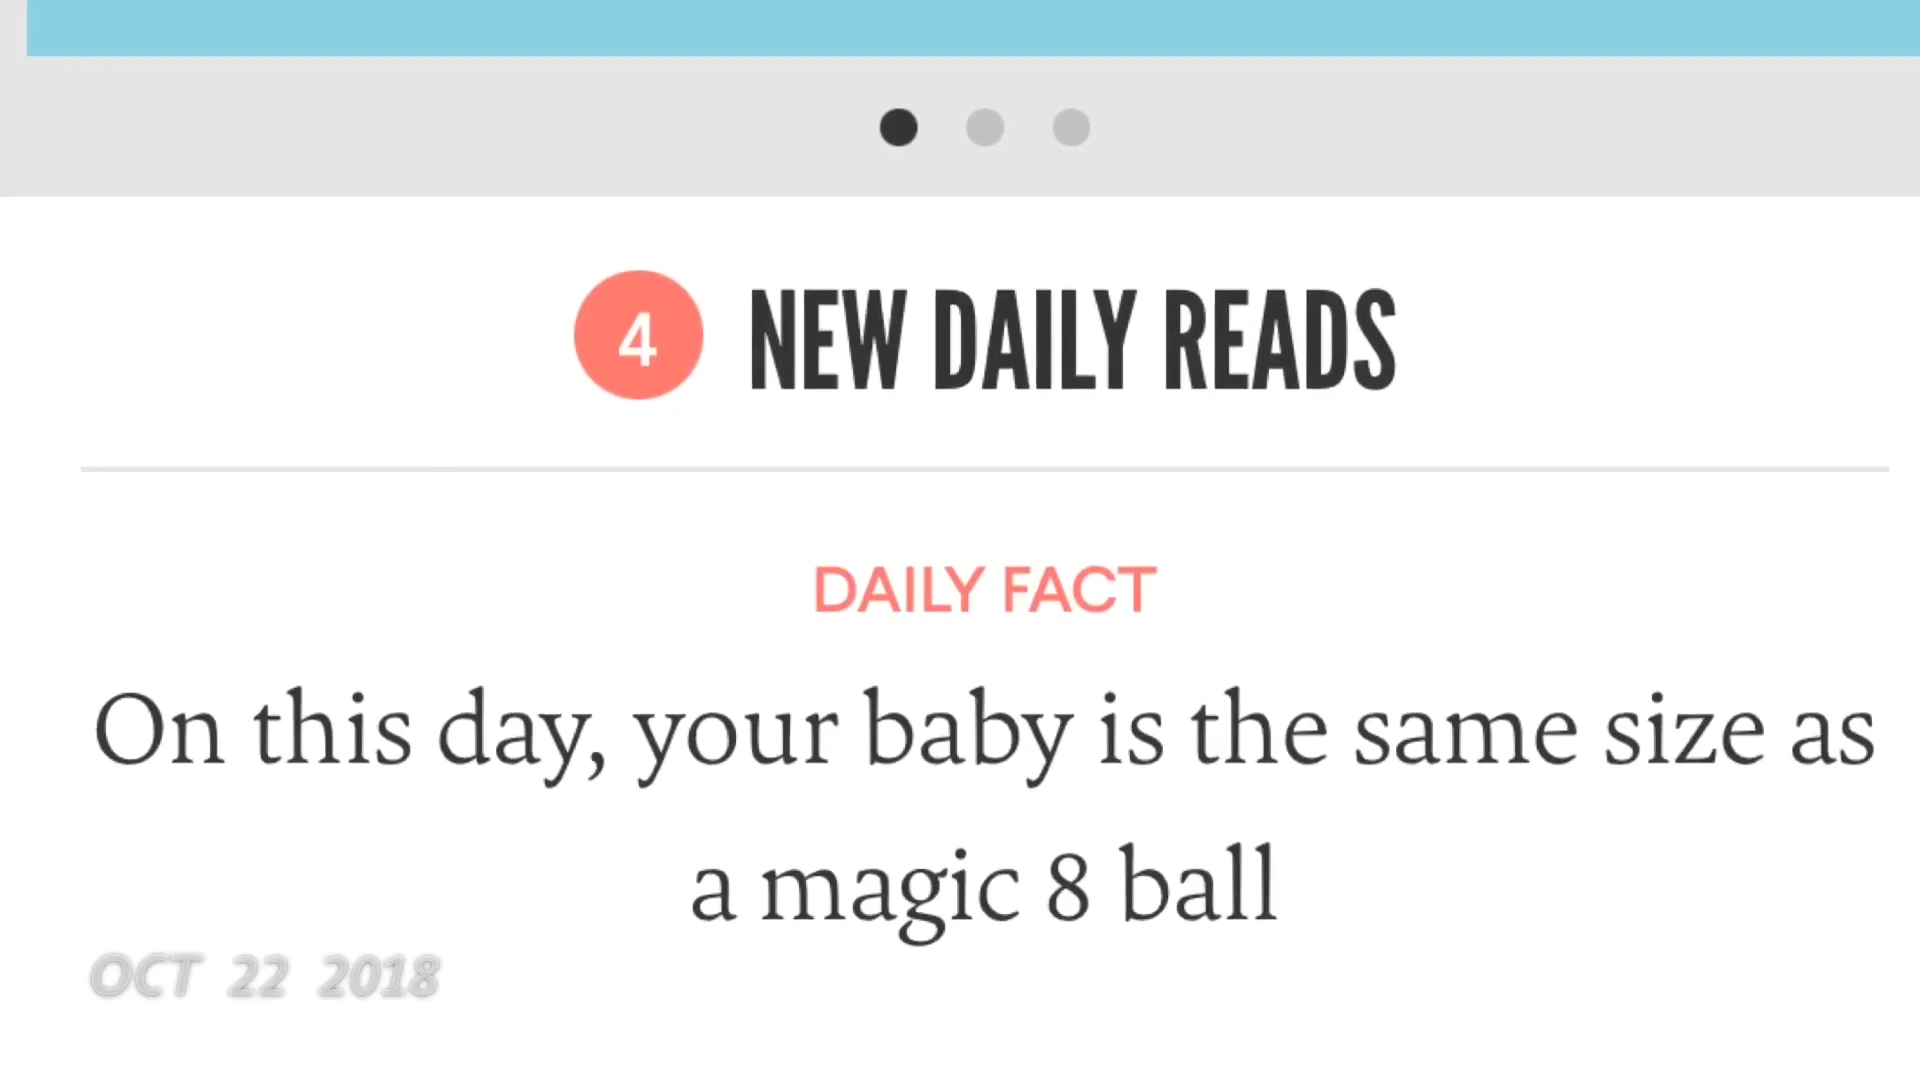 4 NEW DAILY READS
DAILY FACT
On this day, your baby is the same size as
a magic 8 ball
OCT 22 2018